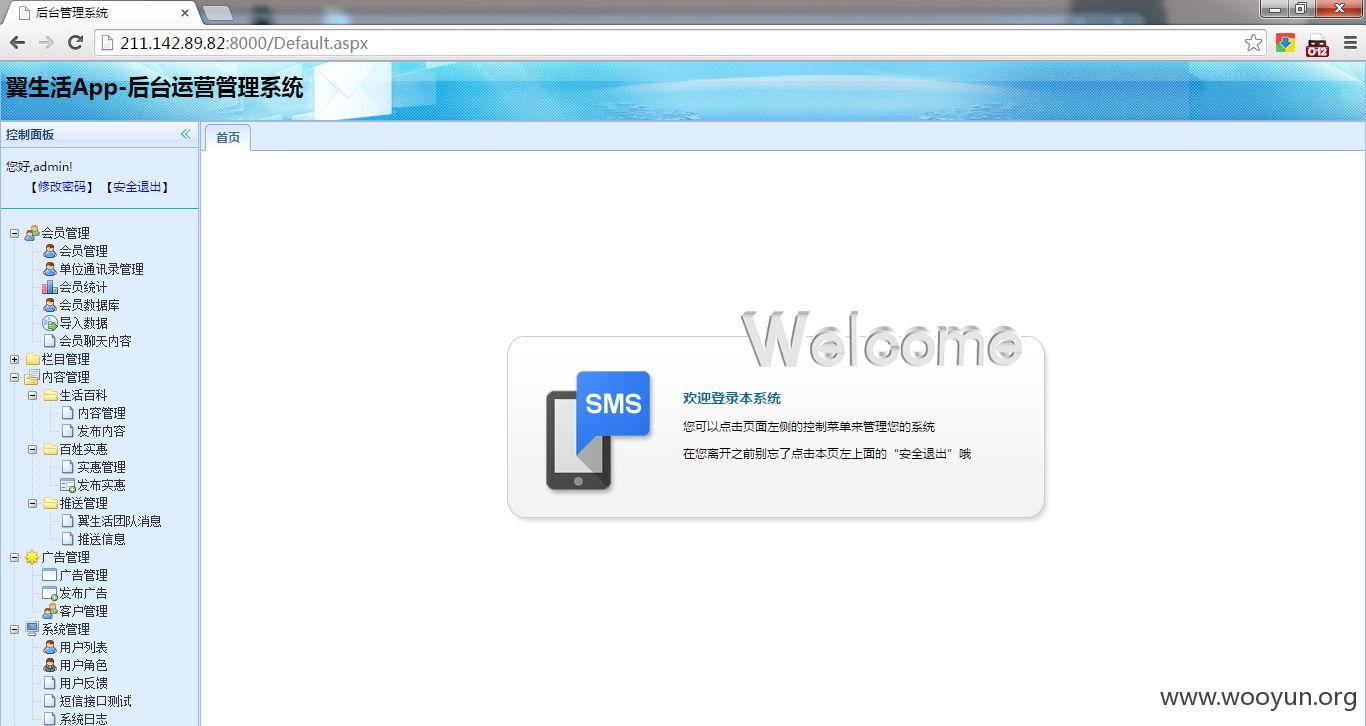 后台管理系统
211.142.89.82:8000/Default.aspx
012
翼生活App-后台运营管理系统
控制面板
首页
您好,admin!
【修改密码】 【安全退出】
会员管理
会员管理
单位通讯录管理
会员统计
会员数据库
导入数据
会员聊天内容
栏目管理
内容管理
生活百科
内容管理
发布内容
百姓实惠
实惠管理
发布实惠
推送管理
翼生活团队消息
推送信息
广告管理
广告管理
发布广告
客户管理
系统管理
用户列表
用户角色
用户反馈
短信接口测试
系统日志
Welcome
SMS
欢迎登录本系统
您可以点击页面左侧的控制菜单来管理您的系统
在您离开之前别忘了点击本页左上面的“安全退出”哦
www.wooyun.org